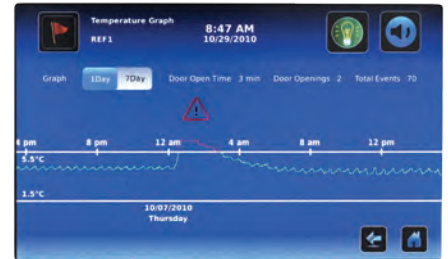 Temperature Graph
REF1
8:47 AM
10/29/2010
Graph 1Day 7Day Door Open Time 3 min Door Openings 2 Total Events 70
4 pm 8 pm 12 am 4 am 8 am 12 pm
5.5°C
1.5°C
10/07/2010
Thursday